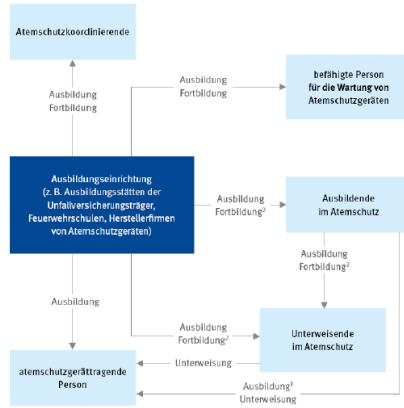 Atemschutzkoordinierende
Ausbildung
Fortbildung
Ausbildung
Fortbildung
befähigte Person
für die Wartung von
Atemschutzgeräten
Ausbildungseinrichtung
(z. B. Ausbildungsstätten der
Unfallversicherungsträger,
Feuerwehrschulen, Herstellerfirmen
von Atemschutzgeräten)
Ausbildung
Fortbildung²
Ausbildende
im Atemschutz
Ausbildung
Fortbildung²
Ausbildung
Ausbildung
Fortbildung²
Unterweisende
im Atemschutz
Unterweisung
atemschutzgerättragende
Person
Ausbildung¹
Unterweisung